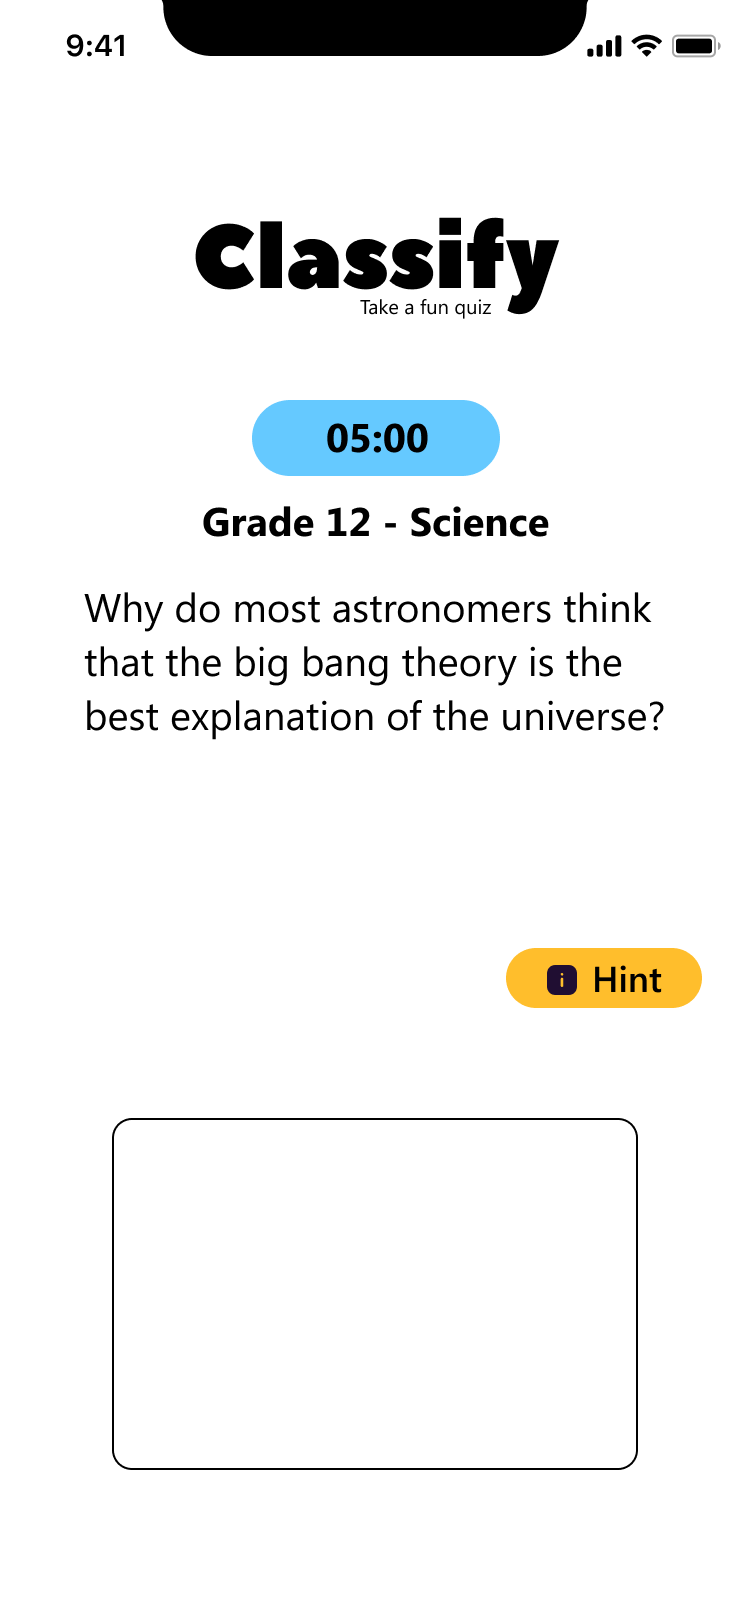 9:41
Classify
Take a fun quiz
05:00
Grade 12 - Science
Why do most astronomers think
that the big bang theory is the
best explanation of the universe?
i Hint